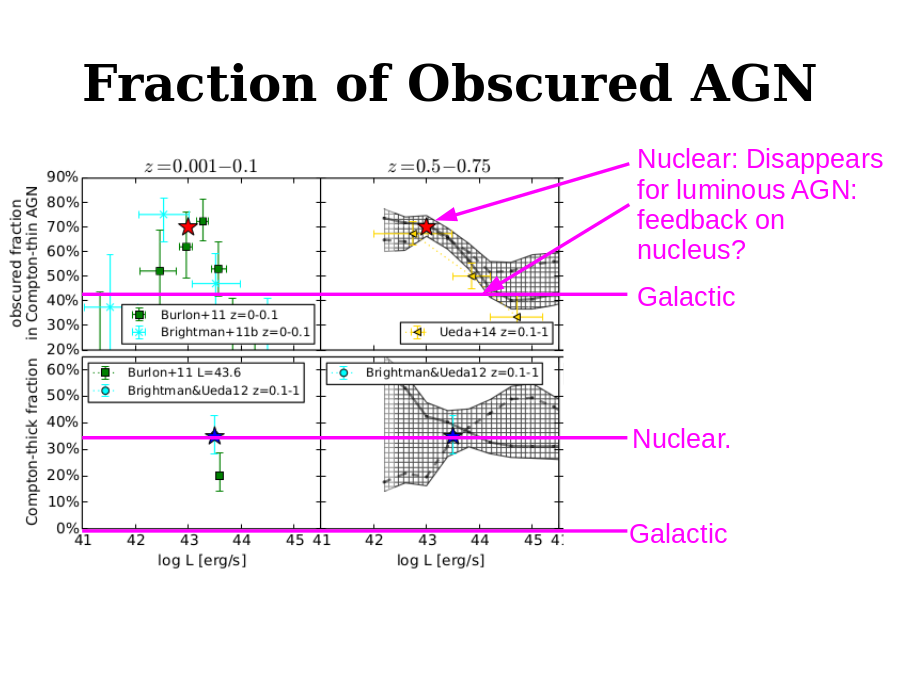 Fraction of Obscured AGN
z=0.001−0.1
z=0.5−0.75
Nuclear: Disappears
for luminous AGN:
feedback on
nucleus?
Galactic
obscured fraction
in Compton-thin AGN
90%
80%
70%
60%
50%
40%
30%
20%
Burlon+11 z=0-0.1
Brightman+11b z=0-0.1
Ueda+14 z=0.1-1
Compton-thick fraction
60%
50%
40%
30%
20%
10%
0%
Burlon+11 L=43.6
Brightman&Ueda12 z=0.1-1
Brightman&Ueda12 z=0.1-1
Nuclear.
Galactic
41 42 43 44 45 41 42 43 44 45
log L [erg/s]
log L [erg/s]